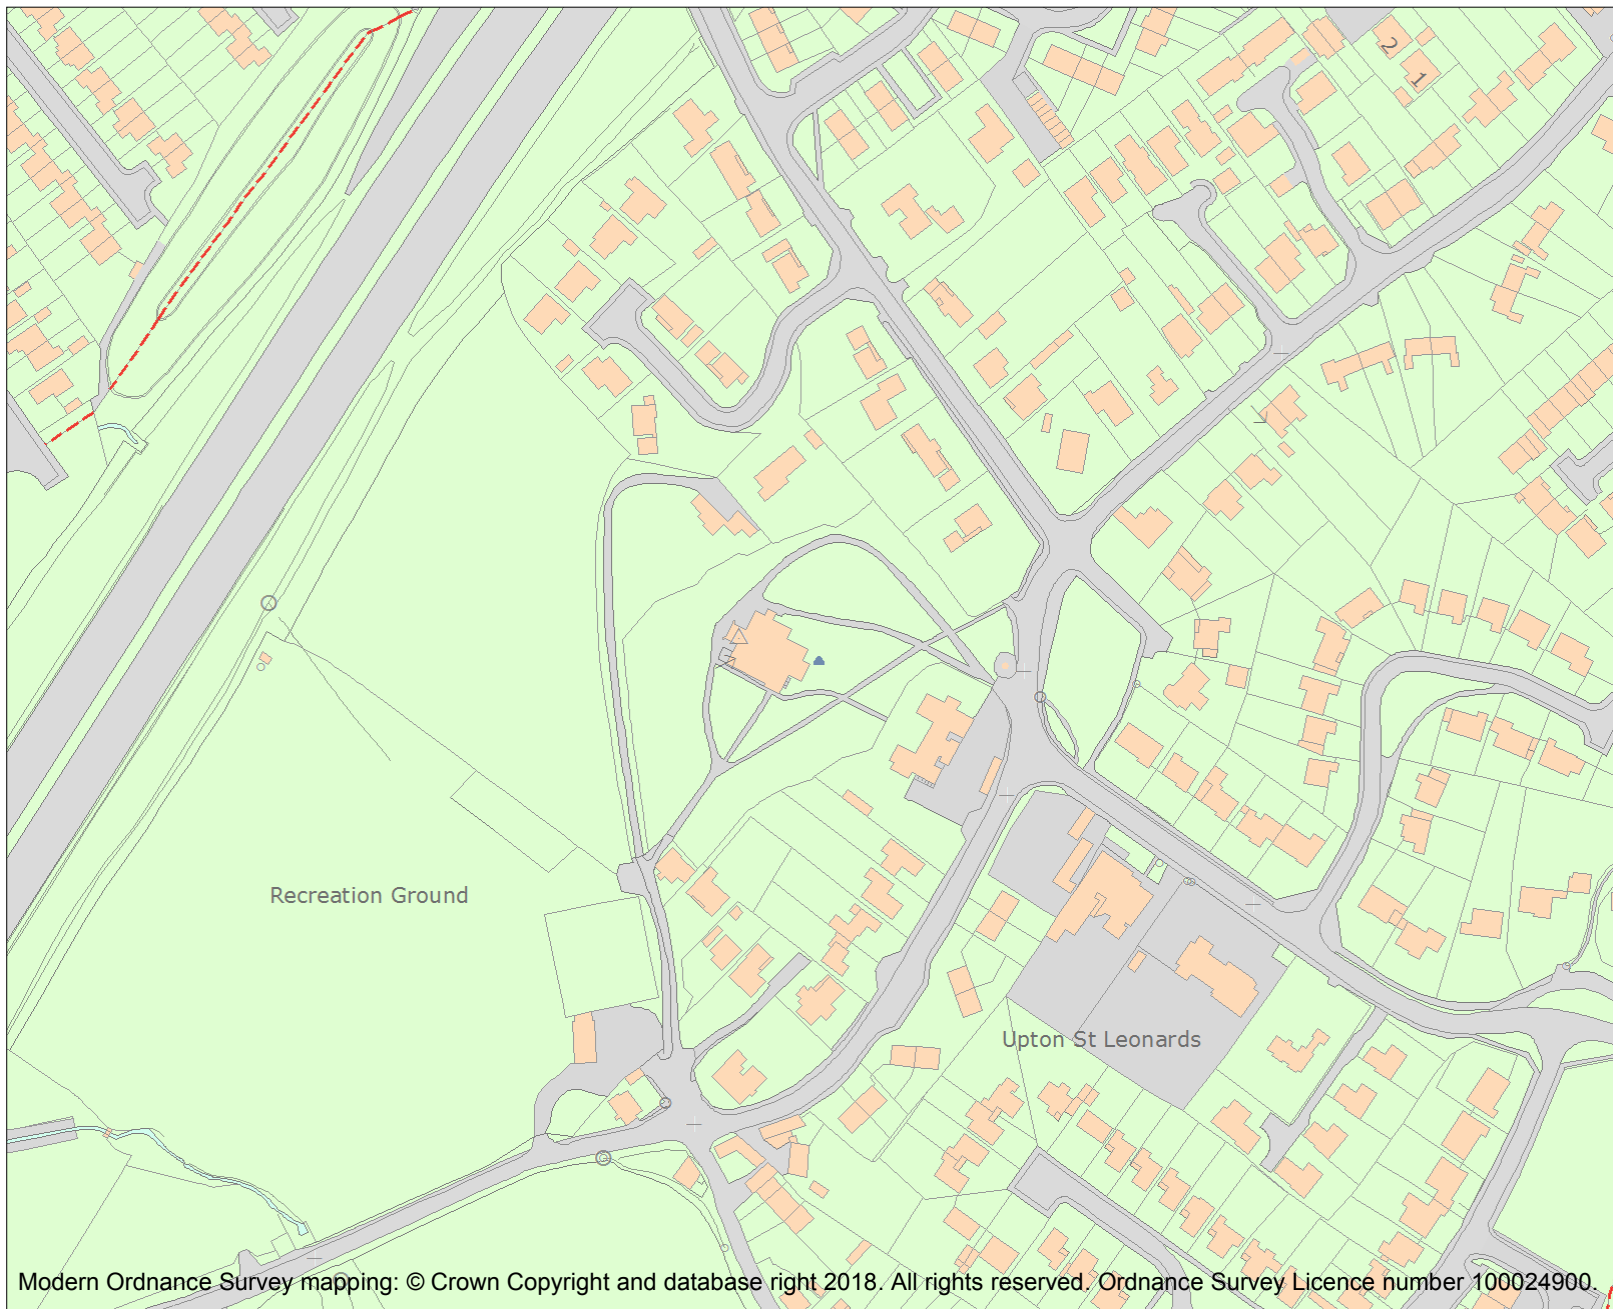 2
1
Recreation Ground
Upton St Leonards
Modern Ordnance Survey mapping: © Crown Copyright and database right 2018. All rights reserved. Ordnance Survey Licence number 100024900.